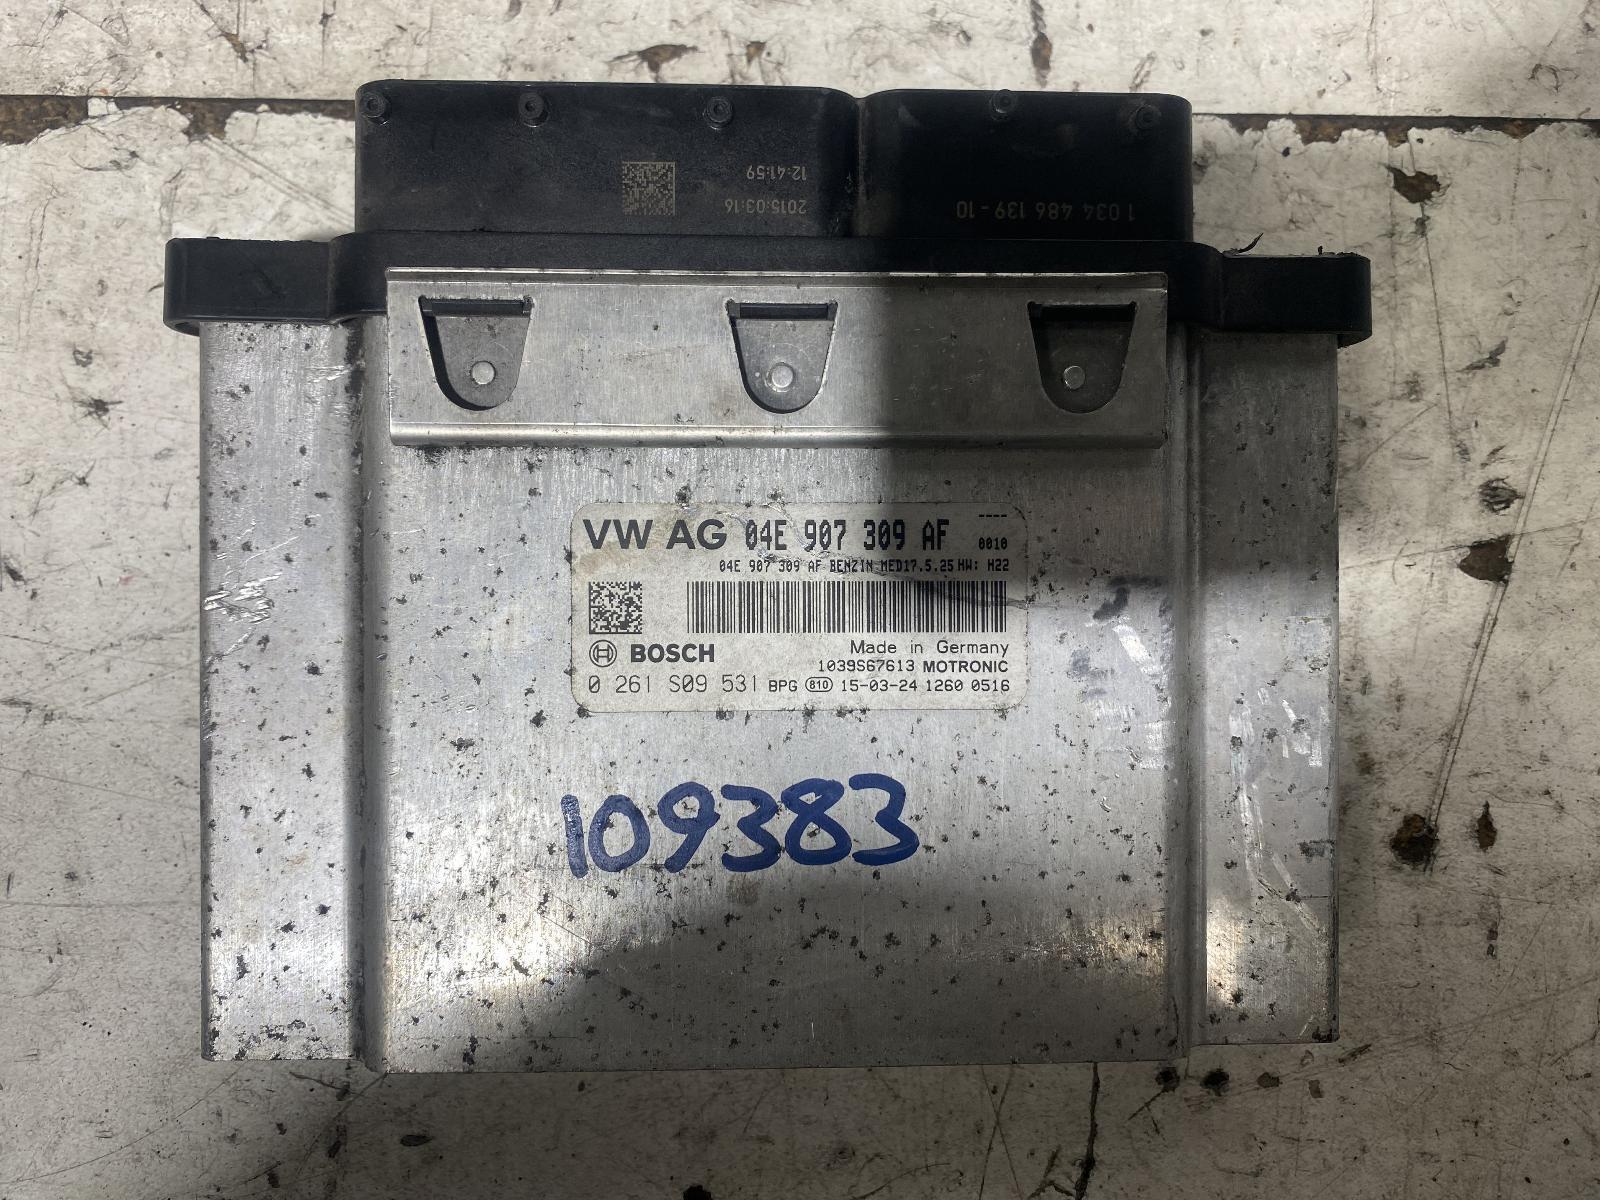 12:41:59
2015:03:16
1 034 486 139-10
VW AG 04E 907 309 AF ----
0010
04E 907 309 AF BENZIN MED17.5.25 HW: H22
BOSCH
Made in Germany
1039S67613 MOTRONIC
0 261 S09 531 BPG 810 15-03-24 1260 0516
109383